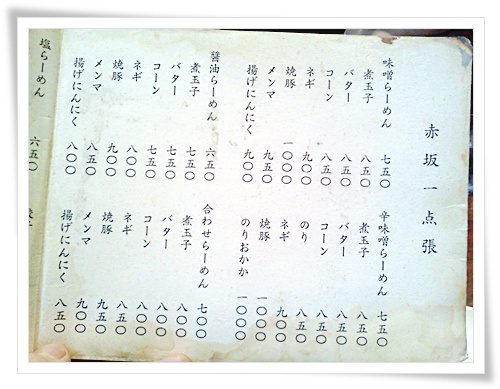 赤坂一点張
味噌らーめん 七五〇
煮玉子 八五〇
バター 八五〇
コーン 八五〇
ネギ 九〇〇
焼豚 一〇〇〇
メンマ 九五〇
揚げにんにく 九〇〇
醤油らーめん 六五〇
煮玉子 七五〇
バター 七五〇
コーン 七五〇
ネギ 八〇〇
焼豚 九〇〇
メンマ 八五〇
揚げにんにく 八〇〇
辛味噌らーめん 七五〇
煮玉子 八五〇
バター 八五〇
コーン 八五〇
のり 八五〇
ネギ 九〇〇
焼豚 一〇〇〇
のりおかか 一〇〇〇
合わせらーめん 七〇〇
煮玉子 八〇〇
バター 八〇〇
コーン 八〇〇
ネギ 八五〇
焼豚 九五〇
メンマ 九〇〇
揚げにんにく 八五〇
塩らーめん 六五〇